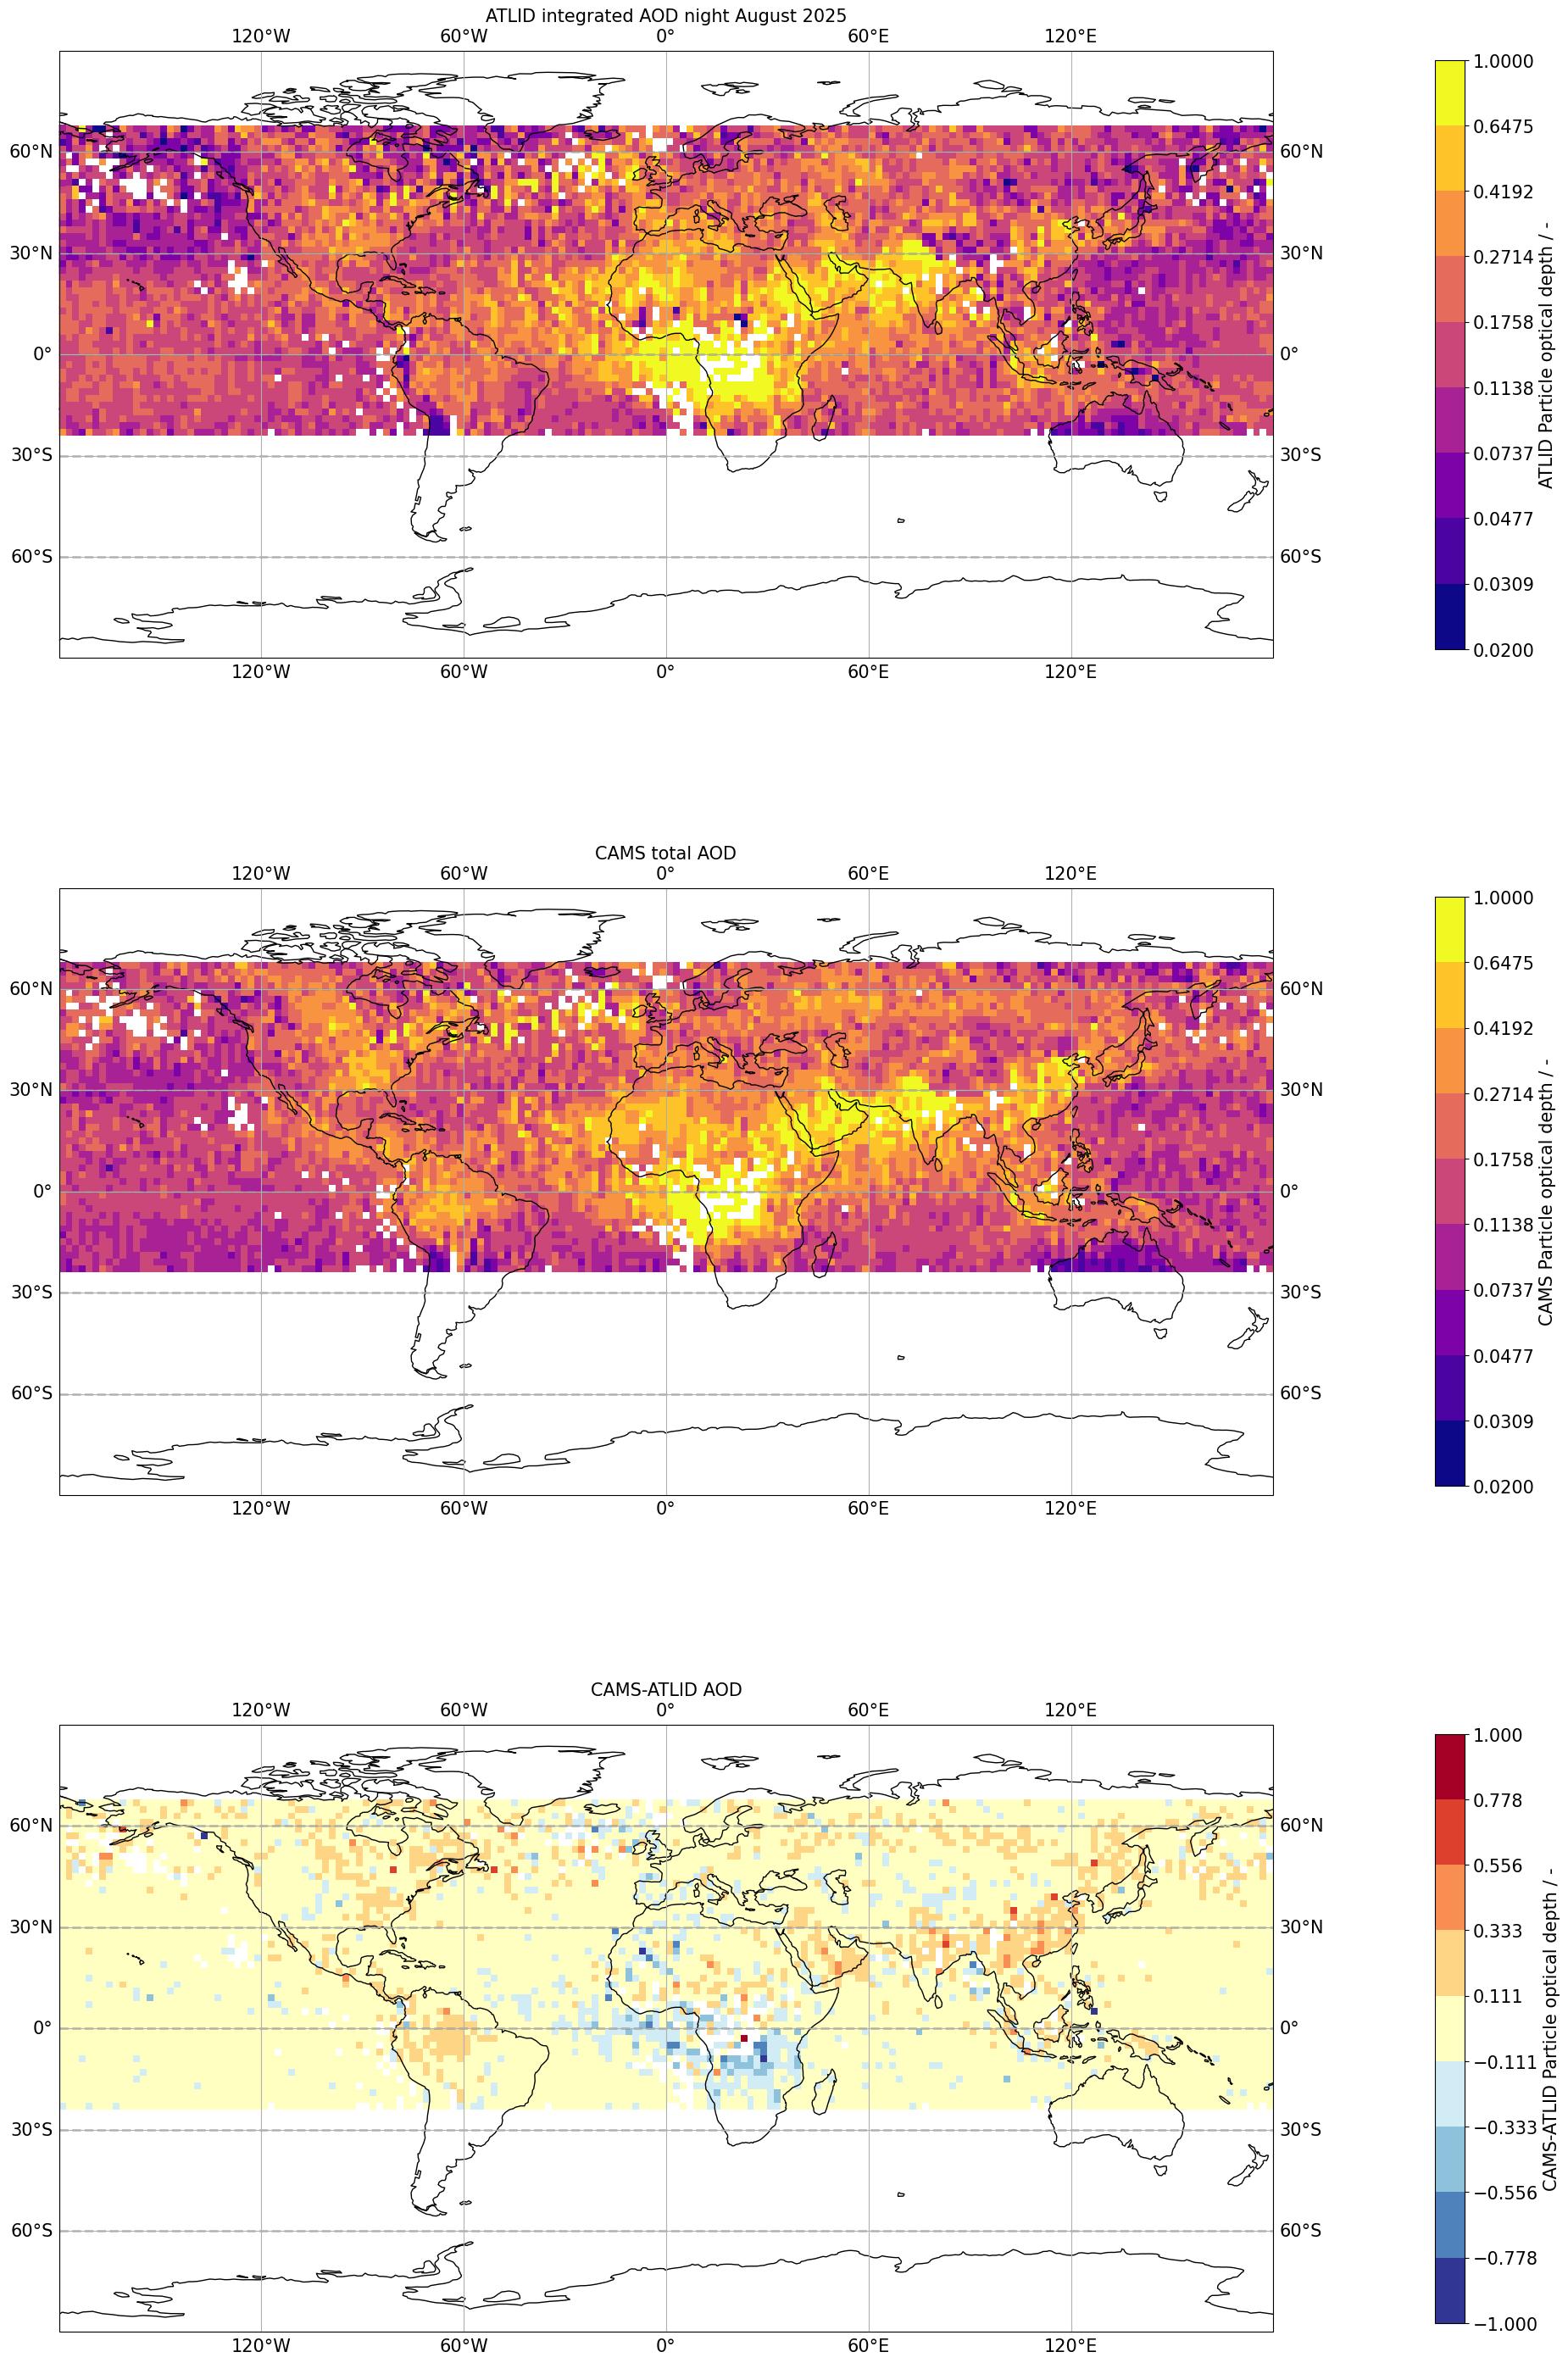 ATLID integrated AOD night August 2025
120°W 60°W 0° 60°E 120°E
60°N 60°N
30°N 30°N
0° 0°
30°S 30°S
60°S 60°S
120°W 60°W 0° 60°E 120°E
1.0000
0.6475
0.4192
0.2714
0.1758
0.1138
0.0737
0.0477
0.0309
0.0200
ATLID Particle optical depth / -
CAMS total AOD
120°W 60°W 0° 60°E 120°E
60°N 60°N
30°N 30°N
0° 0°
30°S 30°S
60°S 60°S
120°W 60°W 0° 60°E 120°E
1.0000
0.6475
0.4192
0.2714
0.1758
0.1138
0.0737
0.0477
0.0309
0.0200
CAMS Particle optical depth / -
CAMS-ATLID AOD
120°W 60°W 0° 60°E 120°E
60°N 60°N
30°N 30°N
0° 0°
30°S 30°S
60°S 60°S
120°W 60°W 0° 60°E 120°E
1.000
0.778
0.556
0.333
0.111
−0.111
−0.333
−0.556
−0.778
−1.000
CAMS-ATLID Particle optical depth / -